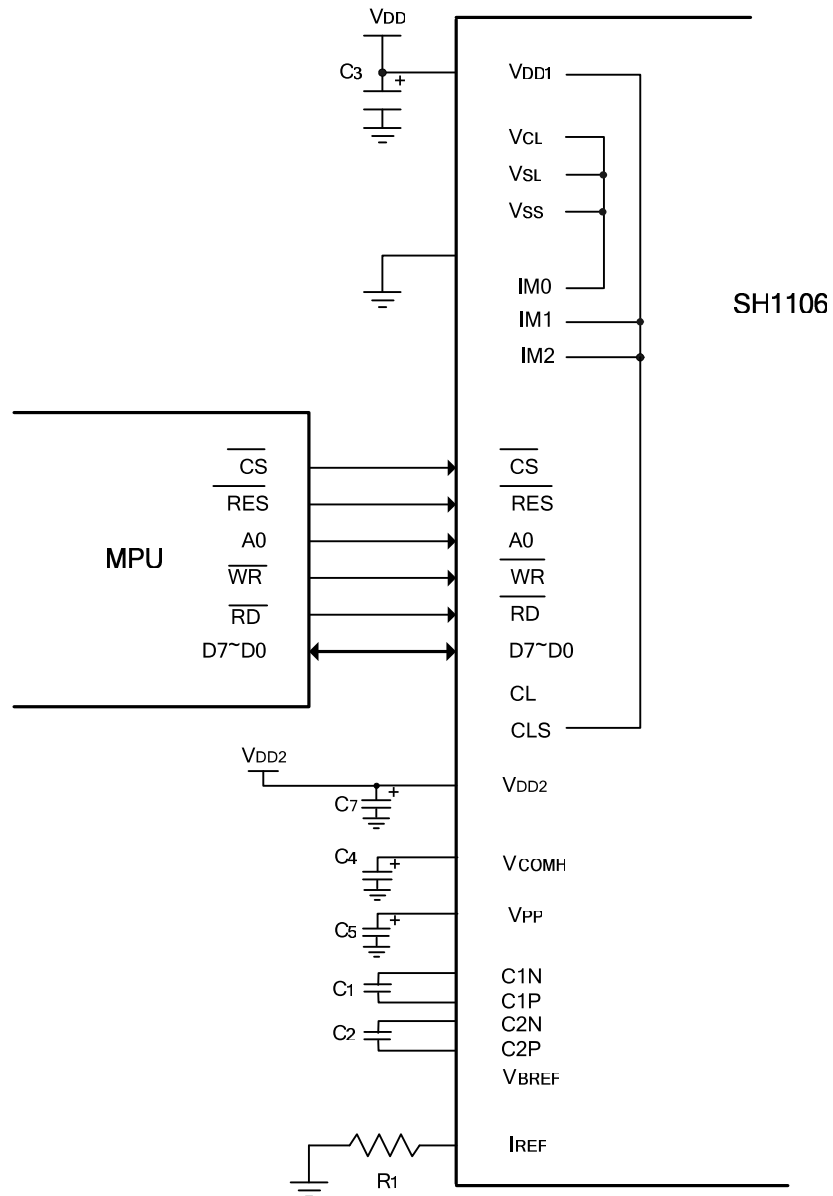 VDD
C3
+
VDD1
VCL
VSL
VSS
IM0
IM1
IM2
SH1106
MPU
CS
RES
A0
WR
RD
D7~D0
CS
RES
A0
WR
RD
D7~D0
CL
CLS
VDD2
C7
+
VDD2
C4
+
VCOMH
C5
+
VPP
C1
C1N
C1P
C2
C2N
C2P
VBREF
R1
IREF